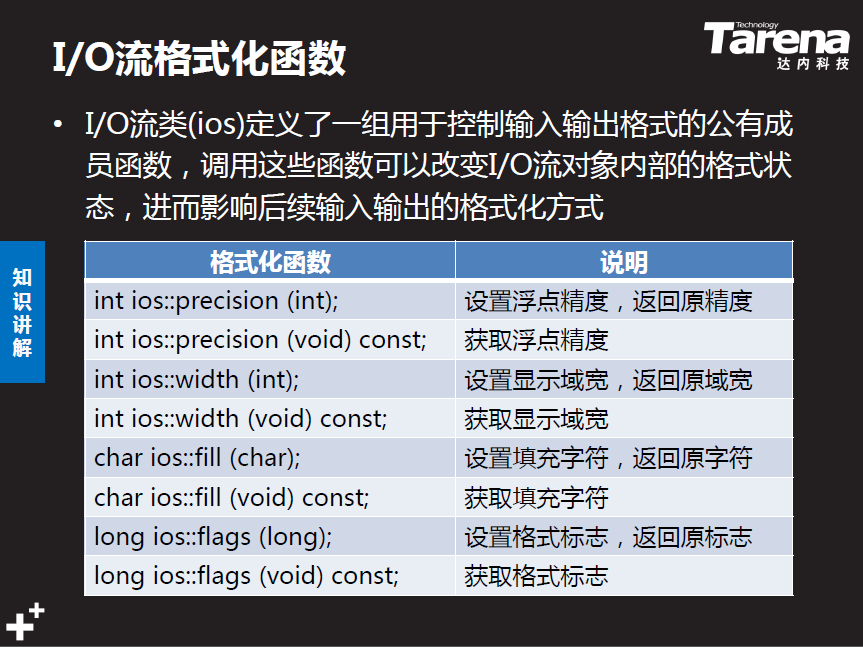 I/O流格式化函数
Technology
Tarena
达内科技
• I/O流类(ios)定义了一组用于控制输入输出格式的公有成
员函数，调用这些函数可以改变I/O流对象内部的格式状
态，进而影响后续输入输出的格式化方式
知识讲解
格式化函数 说明
int ios::precision (int); 设置浮点精度，返回原精度
int ios::precision (void) const; 获取浮点精度
int ios::width (int); 设置显示域宽，返回原域宽
int ios::width (void) const; 获取显示域宽
char ios::fill (char); 设置填充字符，返回原字符
char ios::fill (void) const; 获取填充字符
long ios::flags (long); 设置格式标志，返回原标志
long ios::flags (void) const; 获取格式标志